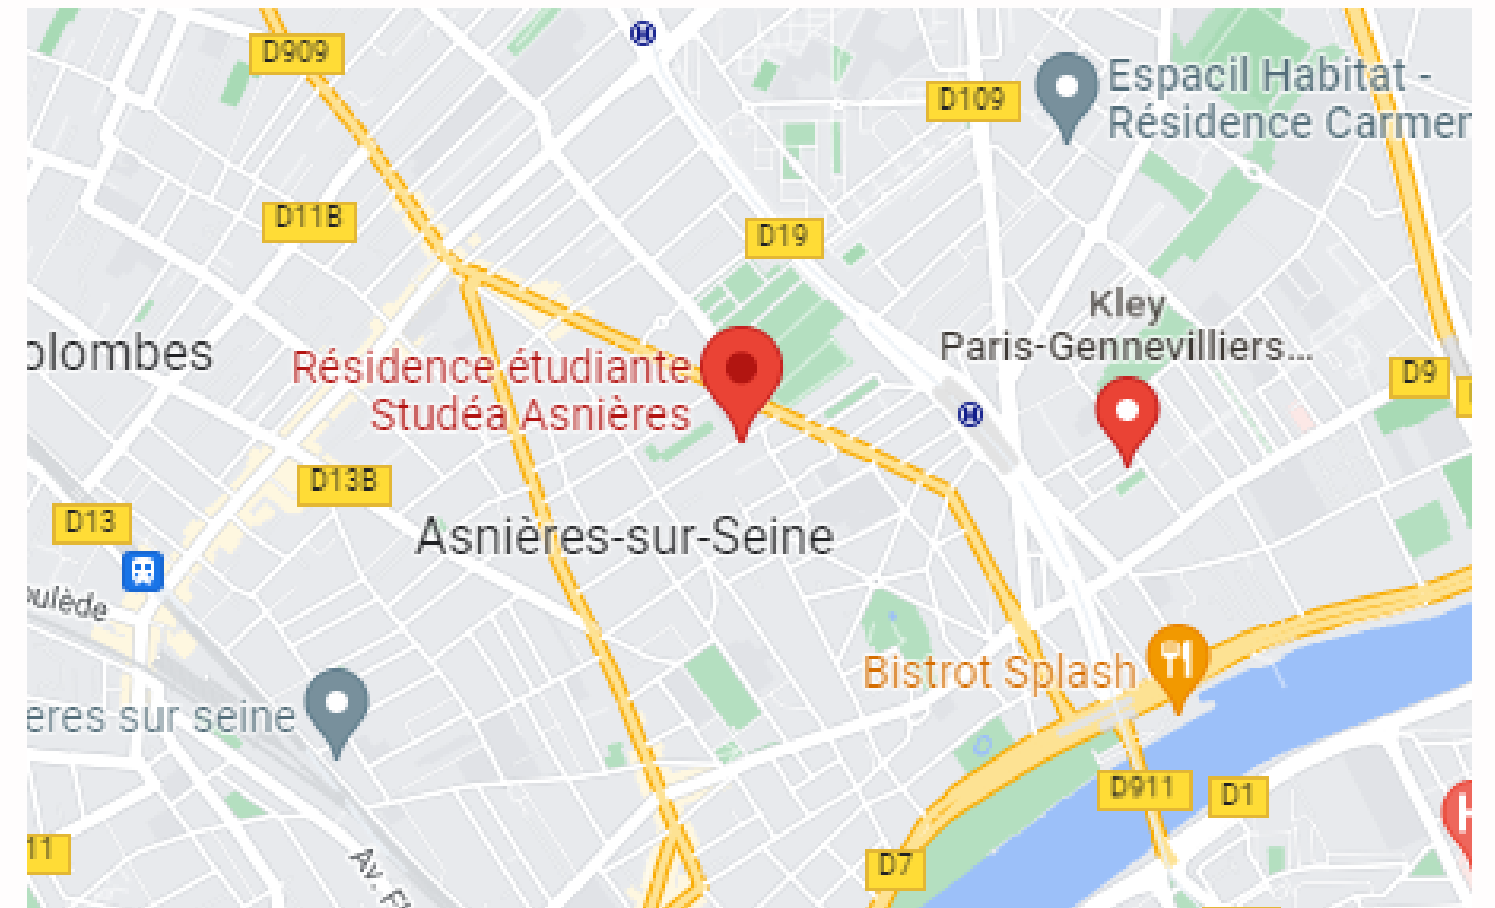 D909
Espacil Habitat -
D109
Résidence Carmen
D11B
D19
Kley
Paris-Gennevilliers...
olombes
Résidence étudiante
D9
Studéa Asnières
D13B
D13
Asnières-sur-Seine
oulède
Bistrot Splash
eres sur seine
D911
D1
11
D7
Av. F
H